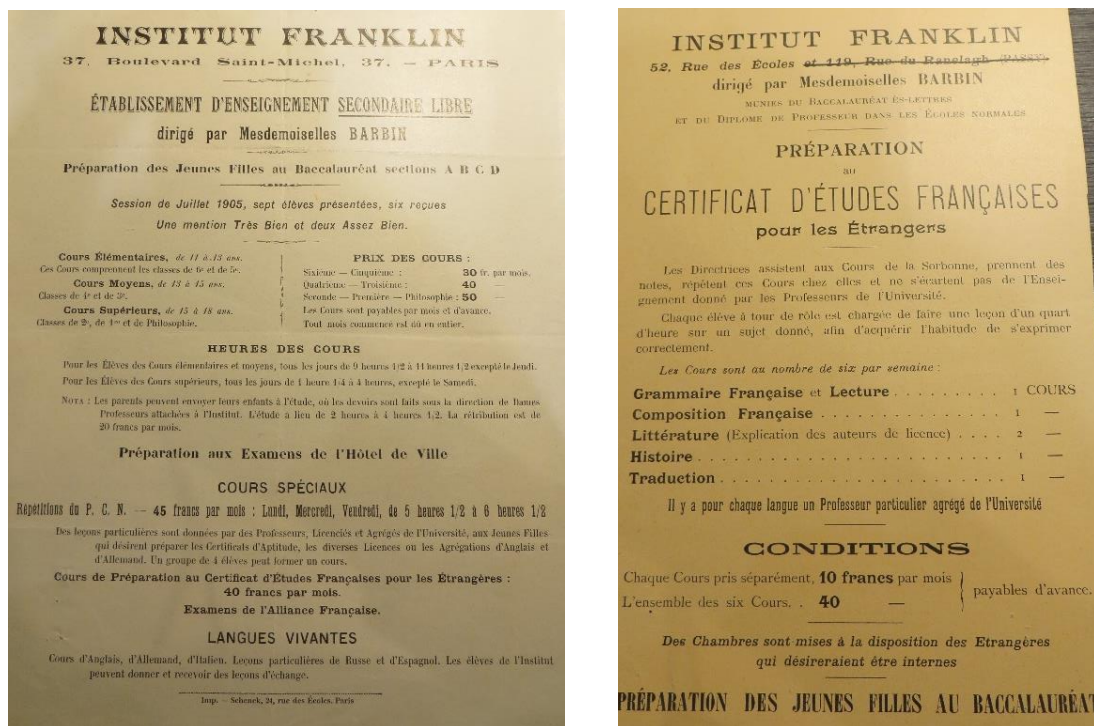 INSTITUT FRANKLIN
37, Boulevard Saint-Michel, 37. — PARIS
ÉTABLISSEMENT D'ENSEIGNEMENT SECONDAIRE LIBRE
dirigé par Mesdemoiselles BARBIN
Préparation des Jeunes Filles au Baccalauréat sections A B C D
Session de Juillet 1905, sept élèves présentées, six reçues
Une mention Très Bien et deux Assez Bien.
Cours Élémentaires, de 11 à 13 ans.
Ces Cours comprennent les classes de 6e et de 5e.
Cours Moyens, de 13 à 15 ans.
Classes de 4e et de 3e.
Cours Supérieurs, de 15 à 18 ans.
Classes de 2e, de 1re et de Philosophie.
PRIX DES COURS :
Sixième — Cinquième : 30 fr. par mois.
Quatrième — Troisième : 40 —
Seconde — Première — Philosophie : 50 —
Les Cours sont payables par mois et d'avance.
Tout mois commencé est dû en entier.
HEURES DES COURS
Pour les Élèves des Cours élémentaires et moyens, tous les jours de 9 heures 1/2 à 11 heures 1/2 excepté le Jeudi.
Pour les Élèves des Cours supérieurs, tous les jours de 1 heure 1/4 à 4 heures, excepté le Samedi.
NOTA : Les parents peuvent envoyer leurs enfants à l'étude, où les devoirs sont faits sous la direction de Dames
Professeurs attachées à l'Institut. L'étude a lieu de 2 heures à 4 heures 1/2. La rétribution est de
20 francs par mois.
Préparation aux Examens de l'Hôtel de Ville
COURS SPÉCIAUX
Répétitions du P. C. N. — 45 francs par mois : Lundi, Mercredi, Vendredi, de 5 heures 1/2 à 6 heures 1/2
Des leçons particulières sont données par des Professeurs, Licenciés et Agrégés de l'Université, aux Jeunes Filles
qui désirent préparer les Certificats d'Aptitude, les diverses Licences ou les Agrégations d'Anglais et
d'Allemand. Un groupe de 4 élèves peut former un cours.
Cours de Préparation au Certificat d'Études Françaises pour les Étrangères :
40 francs par mois.
Examens de l'Alliance Française.
LANGUES VIVANTES
Cours d'Anglais, d'Allemand, d'Italien. Leçons particulières de Russe et d'Espagnol. Les élèves de l'Institut
peuvent donner et recevoir des leçons d'échange.
Imp. — Schenck, 24, rue des Écoles. Paris
INSTITUT FRANKLIN
52, Rue des Écoles et 119, Rue du Ranelagh (PASSY)
dirigé par Mesdemoiselles BARBIN
MUNIES DU BACCALAURÉAT ÈS-LETTRES
ET DU DIPLOME DE PROFESSEUR DANS LES ÉCOLES NORMALES
PRÉPARATION
au
CERTIFICAT D'ÉTUDES FRANÇAISES
pour les Étrangers
Les Directrices assistent aux Cours de la Sorbonne, prennent des
notes, répètent ces Cours chez elles et ne s'écartent pas de l'Ensei-
gnement donné par les Professeurs de l'Université.
Chaque élève à tour de rôle est chargée de faire une leçon d'un quart
d'heure sur un sujet donné, afin d'acquérir l'habitude de s'exprimer
correctement.
Les Cours sont au nombre de six par semaine :
Grammaire Française et Lecture . . . . . . . . . 1 COURS
Composition Française . . . . . . . . . . . . . 1 —
Littérature (Explication des auteurs de licence) . . . . 2 —
Histoire . . . . . . . . . . . . . . . . . . . . 1 —
Traduction . . . . . . . . . . . . . . . . . . . 1 —
Il y a pour chaque langue un Professeur particulier agrégé de l'Université
CONDITIONS
Chaque Cours pris séparément, 10 francs par mois
L'ensemble des six Cours. . 40 —
payables d'avance.
Des Chambres sont mises à la disposition des Etrangères
qui désireraient être internes
PRÉPARATION DES JEUNES FILLES AU BACCALAURÉAT